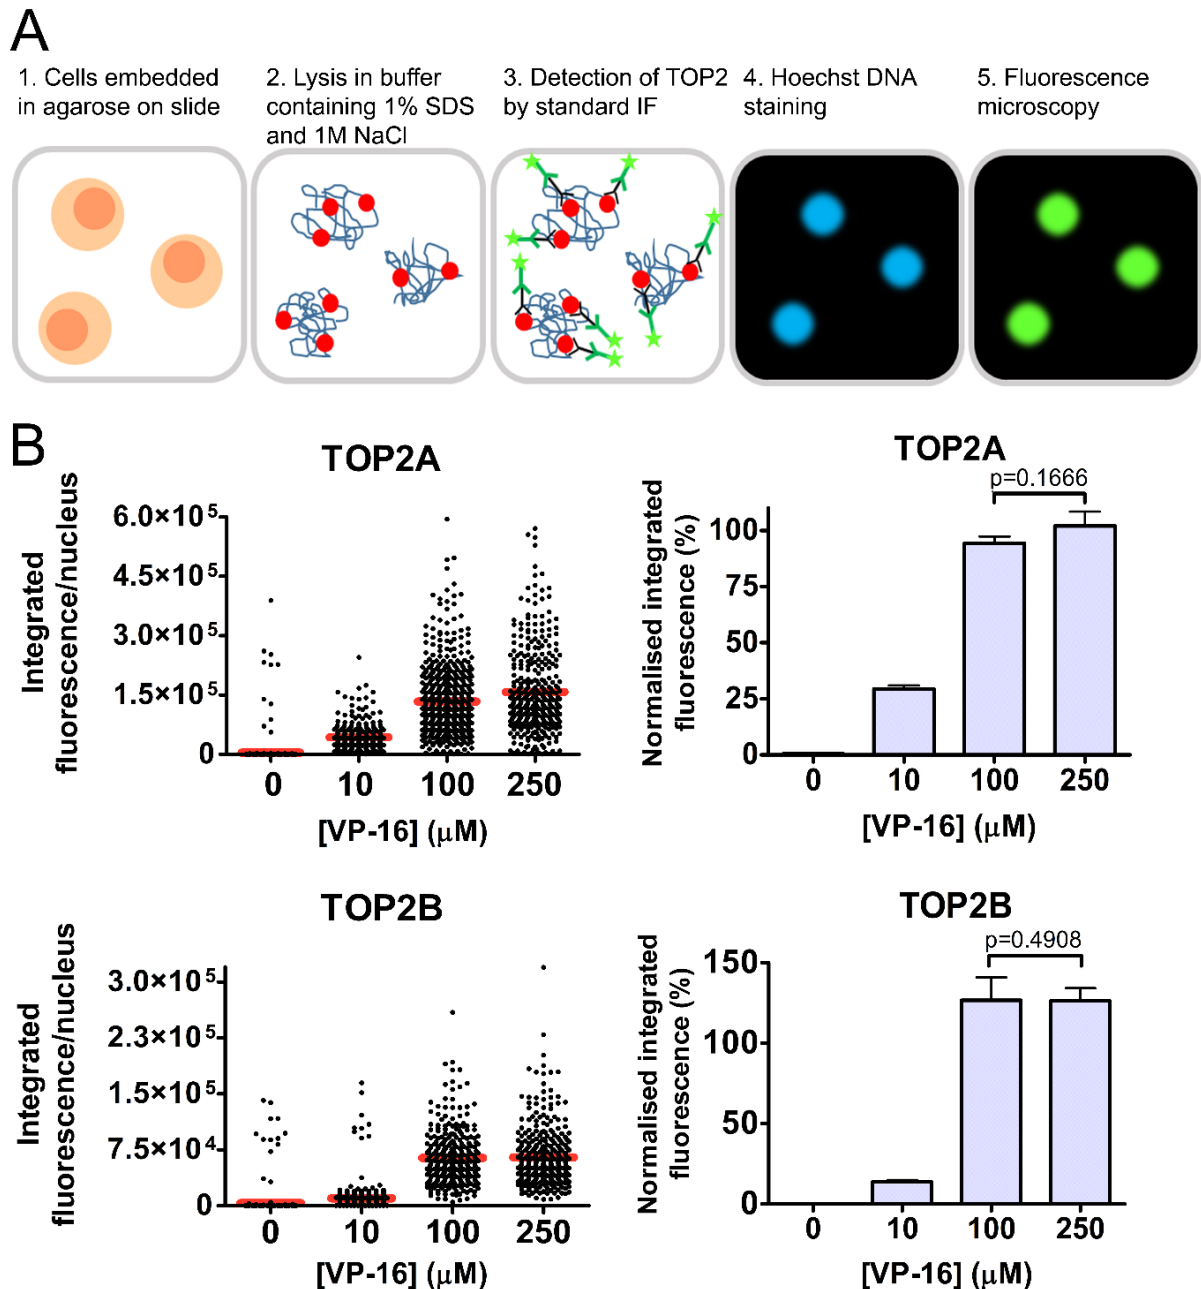 A
1. Cells embedded
in agarose on slide
2. Lysis in buffer
containing 1% SDS
and 1M NaCl
3. Detection of TOP2
by standard IF
4. Hoechst DNA
staining
5. Fluorescence
microscopy
B
TOP2A
Integrated
fluorescence/nucleus
6.0×10⁵
4.5×10⁵
3.0×10⁵
1.5×10⁵
0
0 10 100 250
[VP-16] (μM)
TOP2A
Normalised integrated
fluorescence (%)
p=0.1666
100
75
50
25
0
0 10 100 250
[VP-16] (μM)
TOP2B
Integrated
fluorescence/nucleus
3.0×10⁵
2.3×10⁵
1.5×10⁵
7.5×10⁴
0
0 10 100 250
[VP-16] (μM)
TOP2B
Normalised integrated
fluorescence (%)
p=0.4908
150
100
50
0
0 10 100 250
[VP-16] (μM)